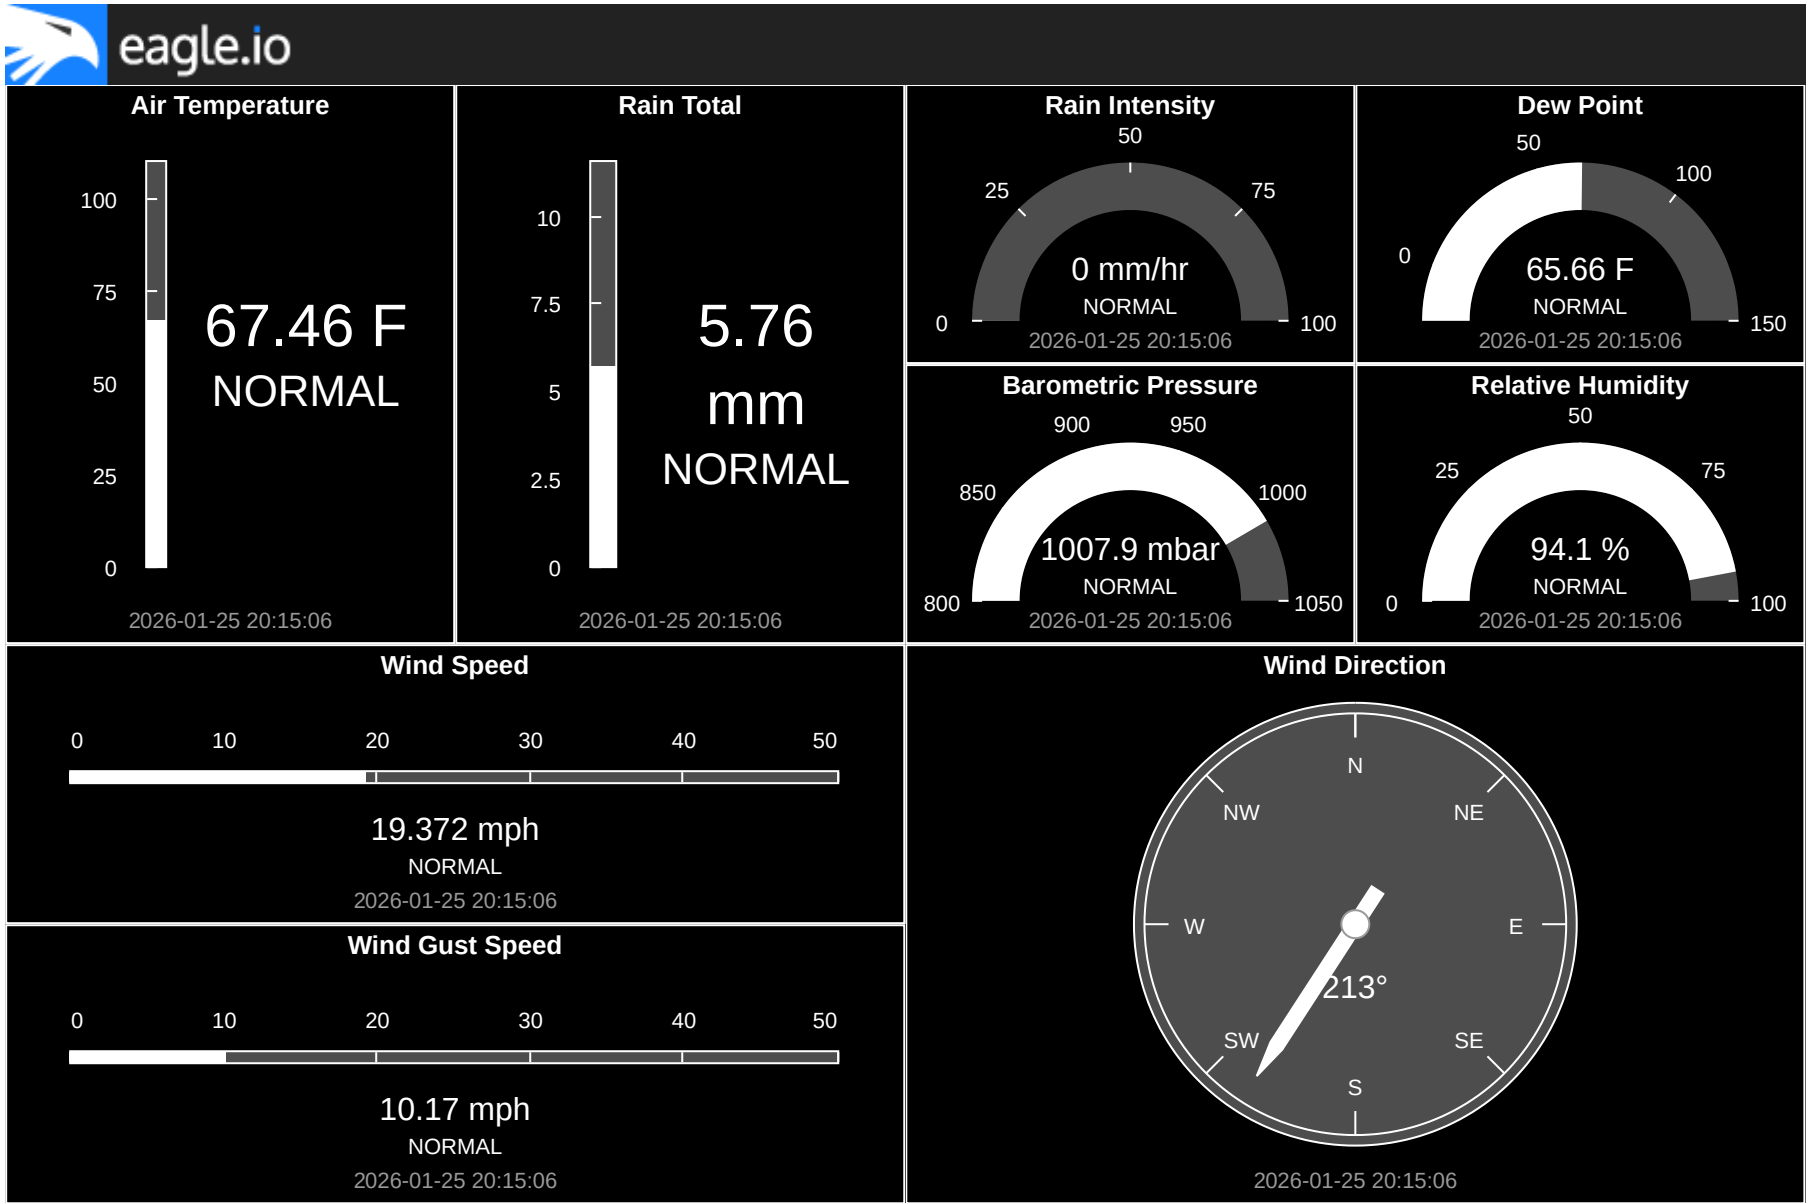 eagle.io
Air Temperature
100
75
50
25
0
67.46 F
NORMAL
2026-01-25 20:15:06
Rain Total
10
7.5
5
2.5
0
5.76
mm
NORMAL
2026-01-25 20:15:06
Rain Intensity
50
25
75
0
100
0 mm/hr
NORMAL
2026-01-25 20:15:06
Dew Point
50
100
0
150
65.66 F
NORMAL
2026-01-25 20:15:06
Barometric Pressure
900
950
850
1000
800
1050
1007.9 mbar
NORMAL
2026-01-25 20:15:06
Relative Humidity
50
25
75
0
100
94.1 %
NORMAL
2026-01-25 20:15:06
Wind Speed
0 10 20 30 40 50
19.372 mph
NORMAL
2026-01-25 20:15:06
Wind Gust Speed
0 10 20 30 40 50
10.17 mph
NORMAL
2026-01-25 20:15:06
Wind Direction
N
NW
NE
W
E
213°
SW
SE
S
2026-01-25 20:15:06